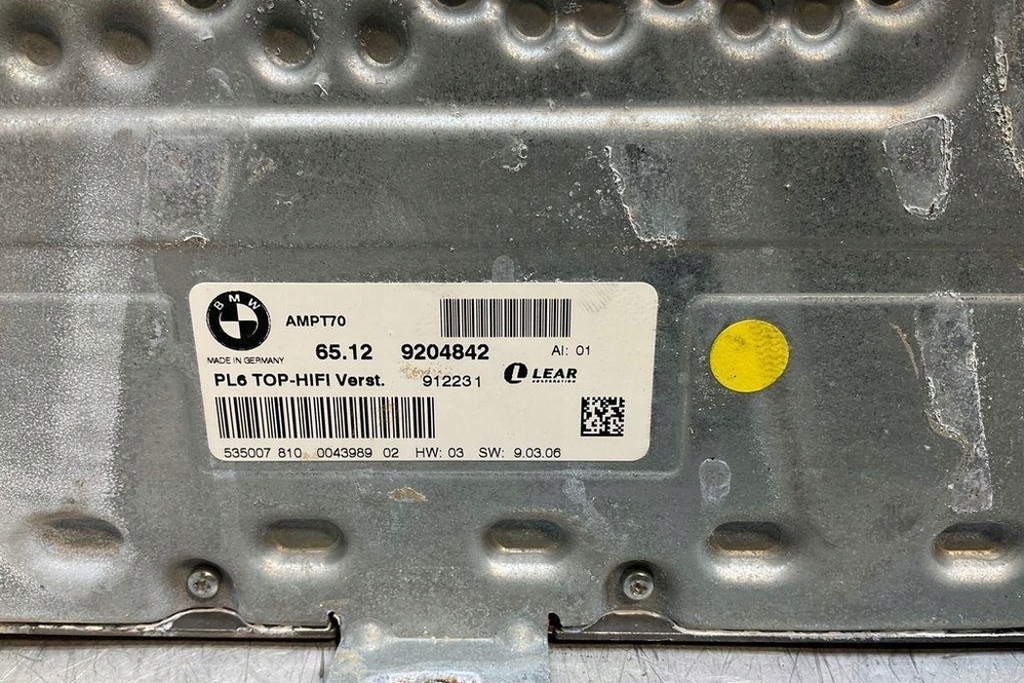 BMW
AMPT70
MADE IN GERMANY
65.12 9204842 AI: 01
PL6 TOP-HIFI Verst. 912231 LEAR
CORPORATION
535007 810 0043989 02 HW: 03 SW: 9.03.06